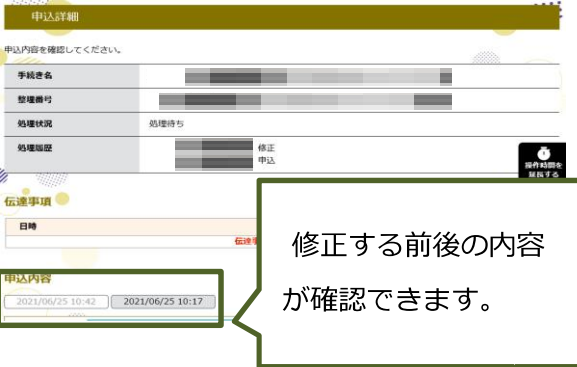 申込詳細
申込内容を確認してください。
手続き名
整理番号
処理状況 処理待ち
処理履歴 修正
申込
操作時間を
延長する
伝達事項
日時
伝達事
修正する前後の内容
が確認できます。
申込内容
2021/06/25 10:42 2021/06/25 10:17